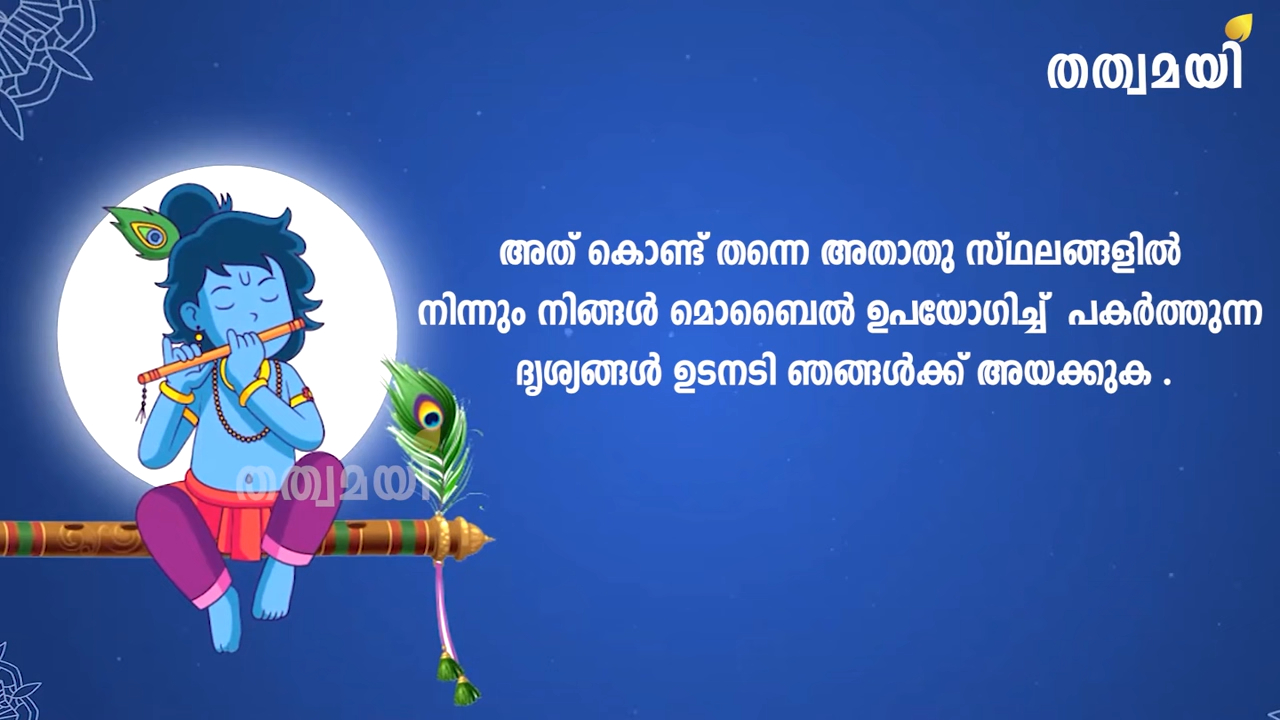 തത്വമയി
അത് കൊണ്ട് തന്നെ അതാതു സ്ഥലങ്ങളിൽ
നിന്നും നിങ്ങൾ മൊബൈൽ ഉപയോഗിച്ച് പകർത്തുന്ന
ദൃശ്യങ്ങൾ ഉടനടി ഞങ്ങൾക്ക് അയക്കുക .
തത്വമയി